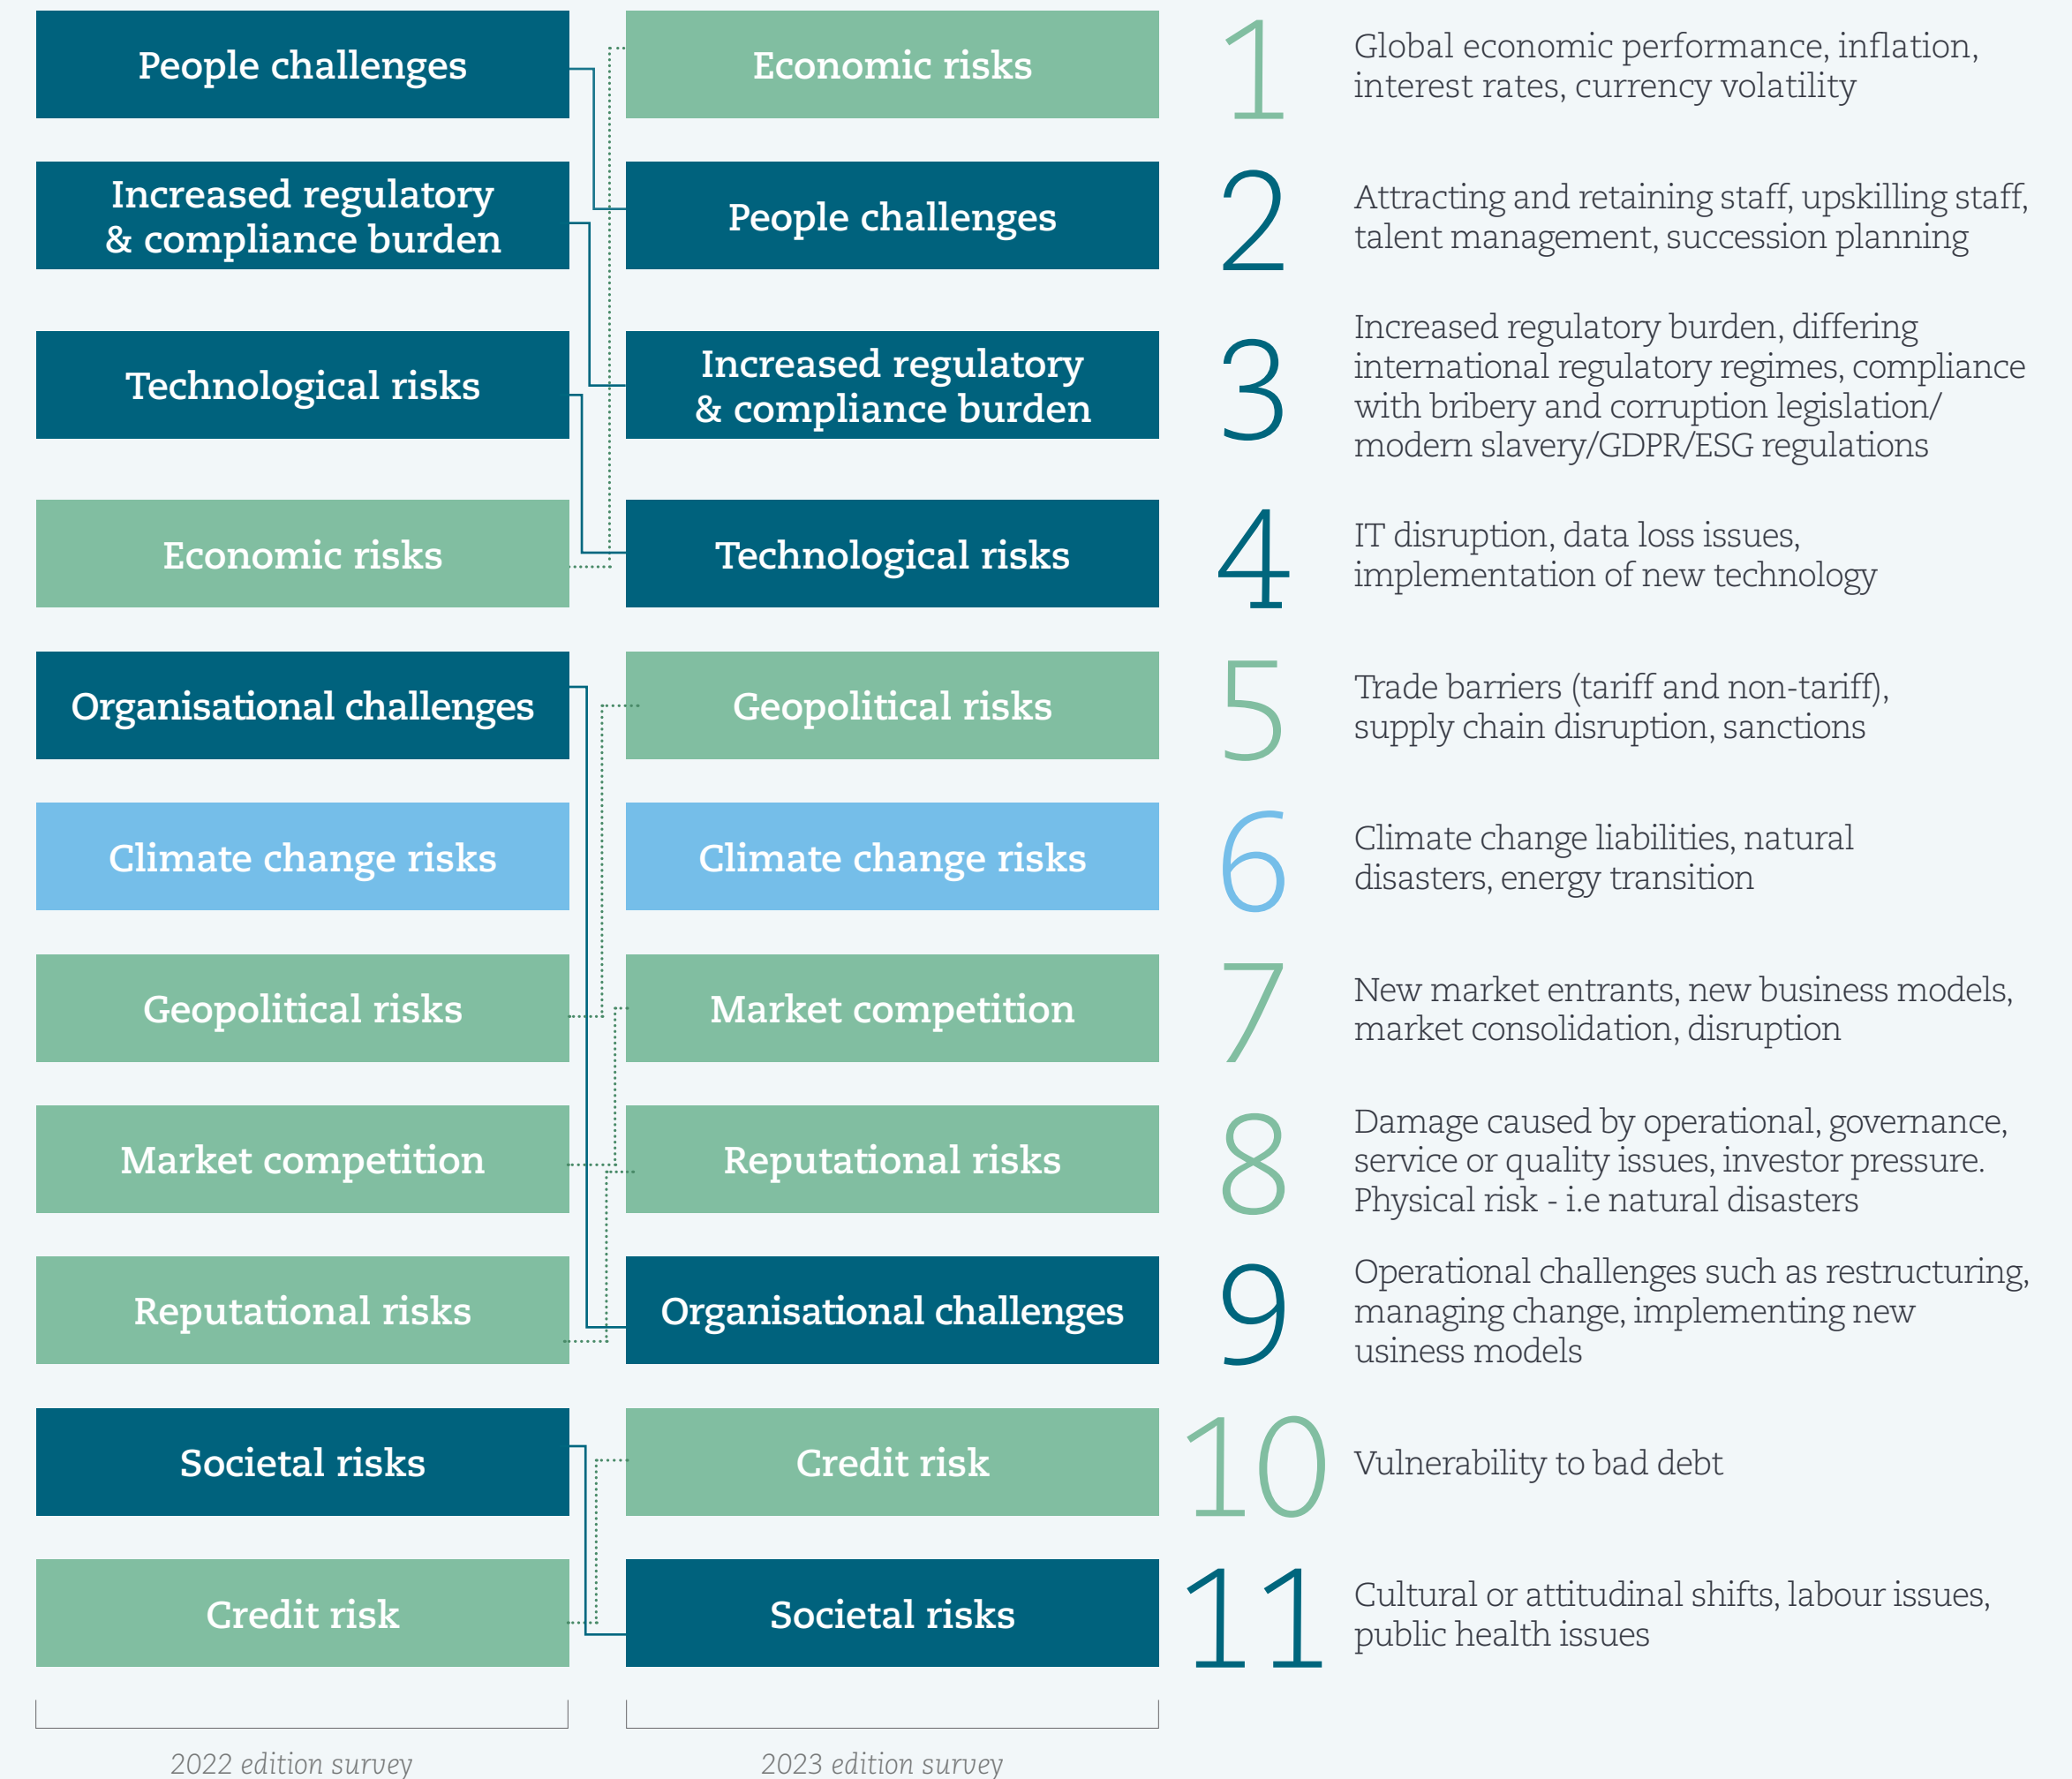 People challenges
Economic risks
1
Global economic performance, inflation,
interest rates, currency volatility
Increased regulatory
& compliance burden
People challenges
2
Attracting and retaining staff, upskilling staff,
talent management, succession planning
Technological risks
Increased regulatory
& compliance burden
3
Increased regulatory burden, differing
international regulatory regimes, compliance
with bribery and corruption legislation/
modern slavery/GDPR/ESG regulations
Economic risks
Technological risks
4
IT disruption, data loss issues,
implementation of new technology
Organisational challenges
Geopolitical risks
5
Trade barriers (tariff and non-tariff),
supply chain disruption, sanctions
Climate change risks
Climate change risks
6
Climate change liabilities, natural
disasters, energy transition
Geopolitical risks
Market competition
7
New market entrants, new business models,
market consolidation, disruption
Market competition
Reputational risks
8
Damage caused by operational, governance,
service or quality issues, investor pressure.
Physical risk - i.e natural disasters
Reputational risks
Organisational challenges
9
Operational challenges such as restructuring,
managing change, implementing new
usiness models
Societal risks
Credit risk
10
Vulnerability to bad debt
Credit risk
Societal risks
11
Cultural or attitudinal shifts, labour issues,
public health issues
2022 edition survey
2023 edition survey